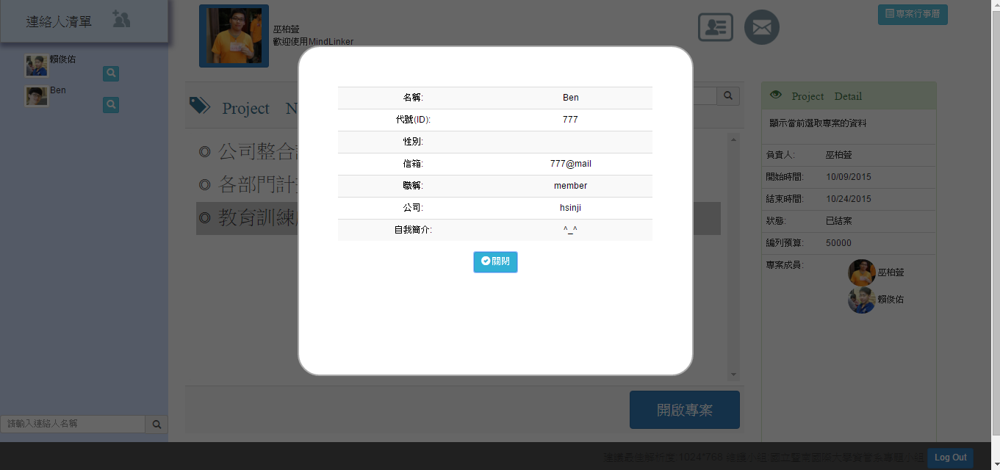 連絡人清單
賴俊佑
Ben
請輸入連絡人名稱
巫柏萱
歡迎使用MindLinker
專案行事曆
Project N
公司整合
各部門計
教育訓練
開啟專案
名稱: Ben
代號(ID): 777
性別:
信箱: 777@mail
職稱: member
公司: hsinji
自我簡介: ^_^
關閉
Project Detail
顯示當前選取專案的資料
負責人: 巫柏萱
開始時間: 10/09/2015
結束時間: 10/24/2015
狀態: 已結案
編列預算: 50000
專案成員: 巫柏萱
賴俊佑
建議最佳解析度 1024*768
Log Out